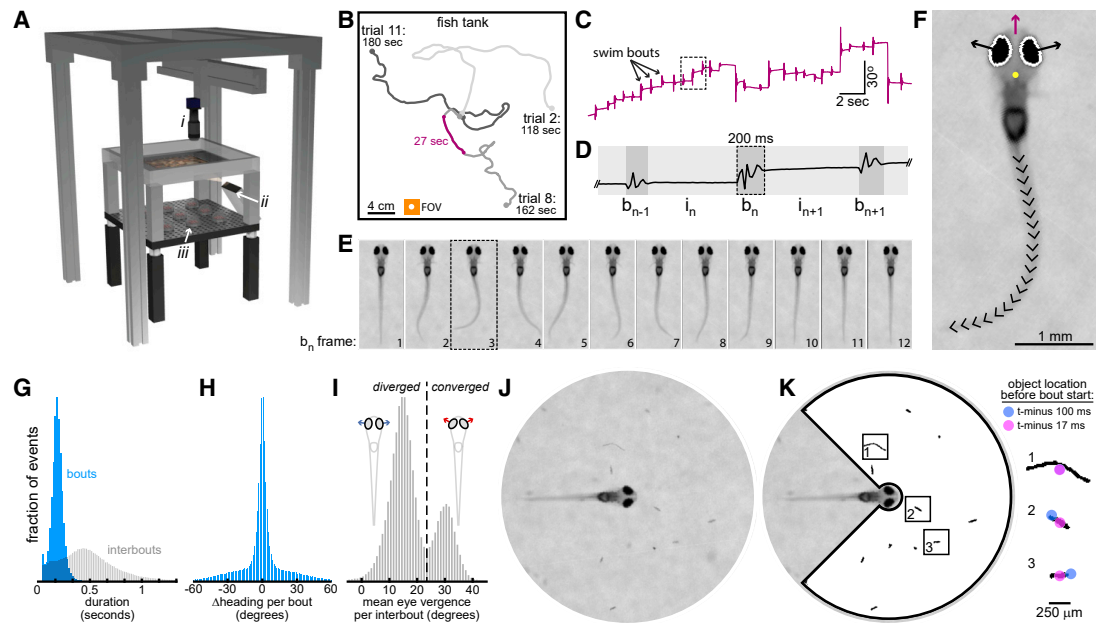 A
i
ii
iii
B
fish tank
trial 11:
180 sec
trial 2:
118 sec
27 sec
trial 8:
162 sec
4 cm
FOV
C
swim bouts
30°
2 sec
D
200 ms
bn-1
in
bn
in+1
bn+1
E
bn frame:
1
2
3
4
5
6
7
8
9
10
11
12
F
1 mm
G
fraction of events
bouts
interbouts
0
0.5
1
duration
(seconds)
H
-60
-30
0
30
60
Δheading per bout
(degrees)
I
diverged
converged
0
10
20
30
40
mean eye vergence
per interbout (degrees)
J
K
1
2
3
object location
before bout start:
t-minus 100 ms
t-minus 17 ms
1
2
3
250 µm